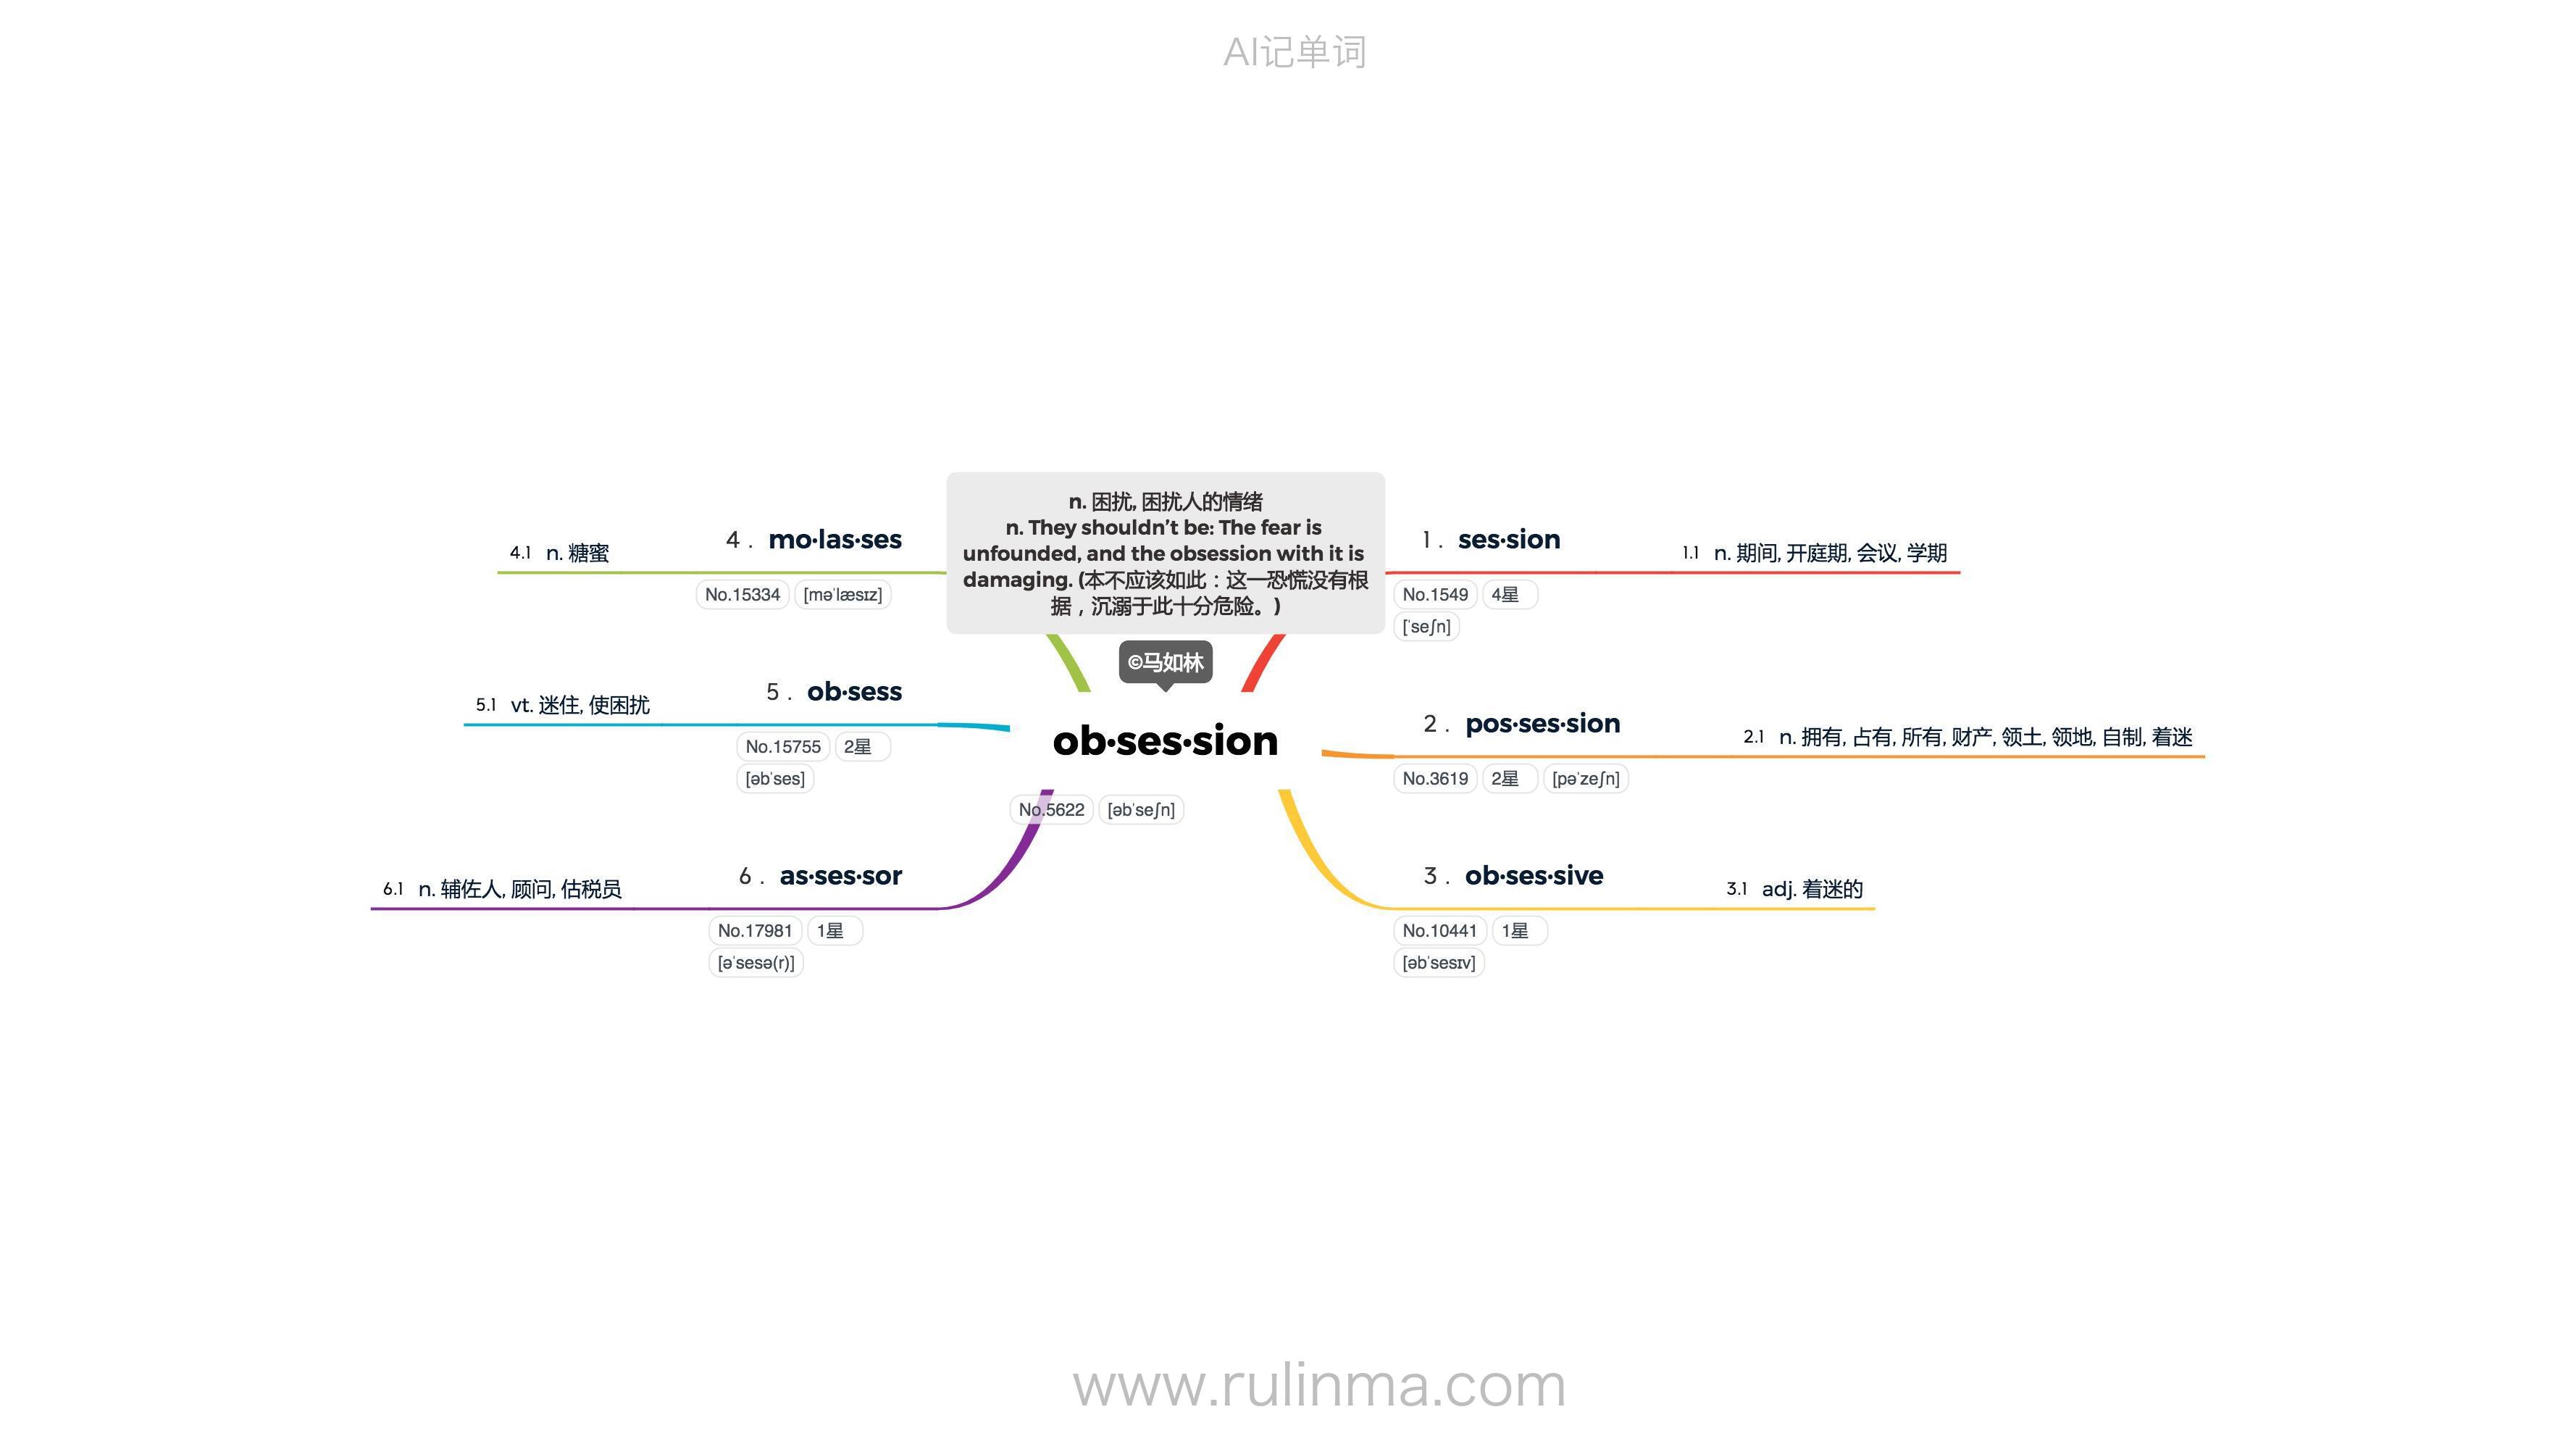 AI记单词
n. 困扰, 困扰人的情绪
n. They shouldn’t be: The fear is
unfounded, and the obsession with it is
damaging. (本不应该如此：这一恐慌没有根
据，沉溺于此十分危险。)
©马如林
ob·ses·sion
No.5622 [əbˈseʃn]
1 . ses·sion
No.1549 4星
[ˈseʃn]
1.1 n. 期间, 开庭期, 会议, 学期
2 . pos·ses·sion
No.3619 2星 [pəˈzeʃn]
2.1 n. 拥有, 占有, 所有, 财产, 领土, 领地, 自制, 着迷
3 . ob·ses·sive
No.10441 1星
[əbˈsesɪv]
3.1 adj. 着迷的
4 . mo·las·ses
No.15334 [məˈlæsɪz]
4.1 n. 糖蜜
5 . ob·sess
No.15755 2星
[əbˈses]
5.1 vt. 迷住, 使困扰
6 . as·ses·sor
No.17981 1星
[əˈsesə(r)]
6.1 n. 辅佐人, 顾问, 估税员
www.rulinma.com